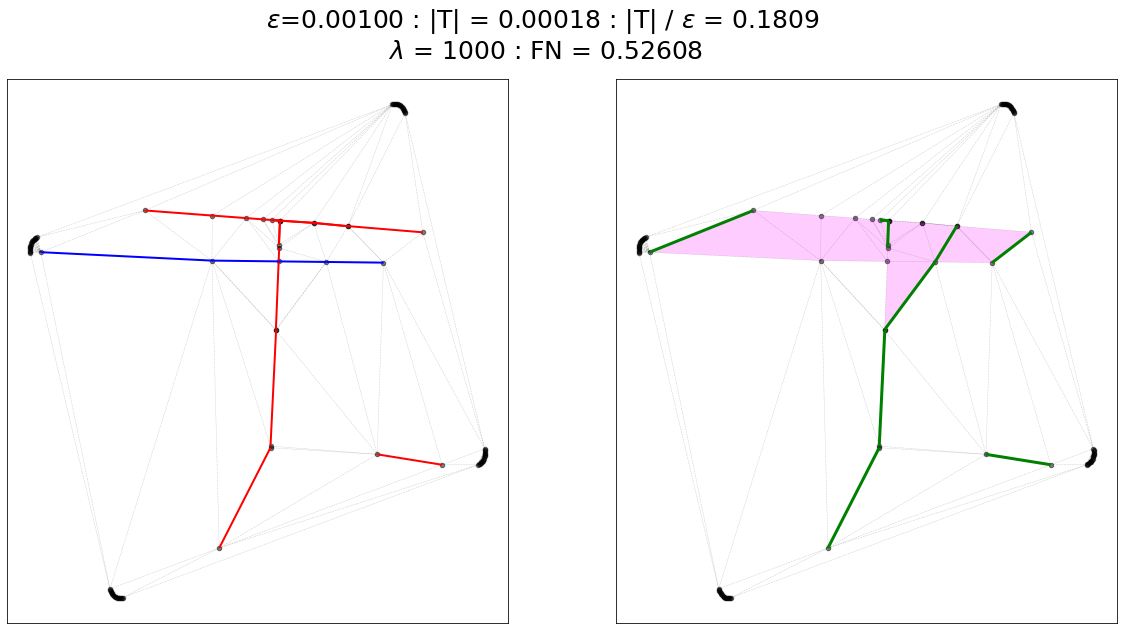 ε=0.00100 : |T| = 0.00018 : |T| / ε = 0.1809
λ = 1000 : FN = 0.52608